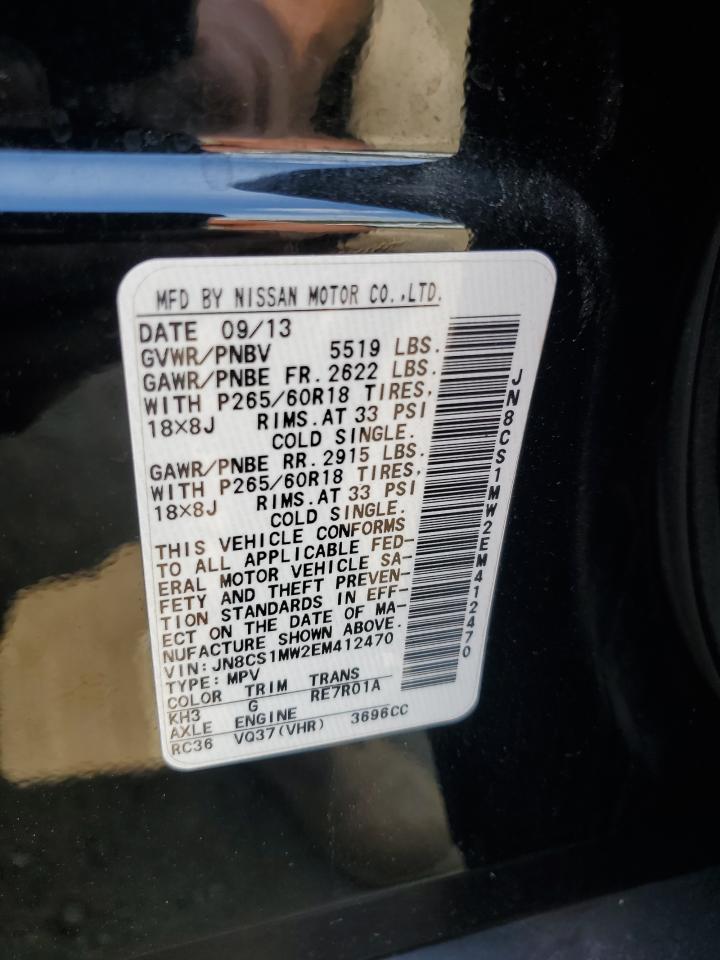 MFD BY NISSAN MOTOR CO.,LTD.
DATE 09/13
GVWR/PNBV 5519 LBS.
GAWR/PNBE FR. 2622 LBS.
WITH P265/60R18 TIRES,
18×8J RIMS.AT 33 PSI
COLD SINGLE.
GAWR/PNBE RR. 2915 LBS.
WITH P265/60R18 TIRES,
18×8J RIMS.AT 33 PSI
COLD SINGLE.
THIS VEHICLE CONFORMS
TO ALL APPLICABLE FED-
ERAL MOTOR VEHICLE SA-
FETY AND THEFT PREVEN-
TION STANDARDS IN EFF-
ECT ON THE DATE OF MA-
NUFACTURE SHOWN ABOVE.
VIN: JN8CS1MW2EM412470
TYPE: MPV
COLOR TRIM TRANS
KH3 G RE7R01A
AXLE ENGINE
RC36 VQ37(VHR) 3696CC
JN8CS1MW2EM412470